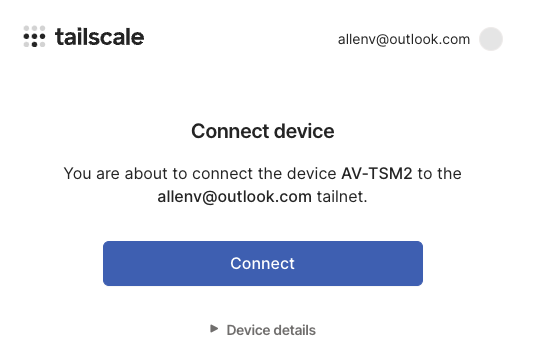 tailscale
allenv@outlook.com
Connect device
You are about to connect the device AV-TSM2 to the
allenv@outlook.com tailnet.
Connect
Device details